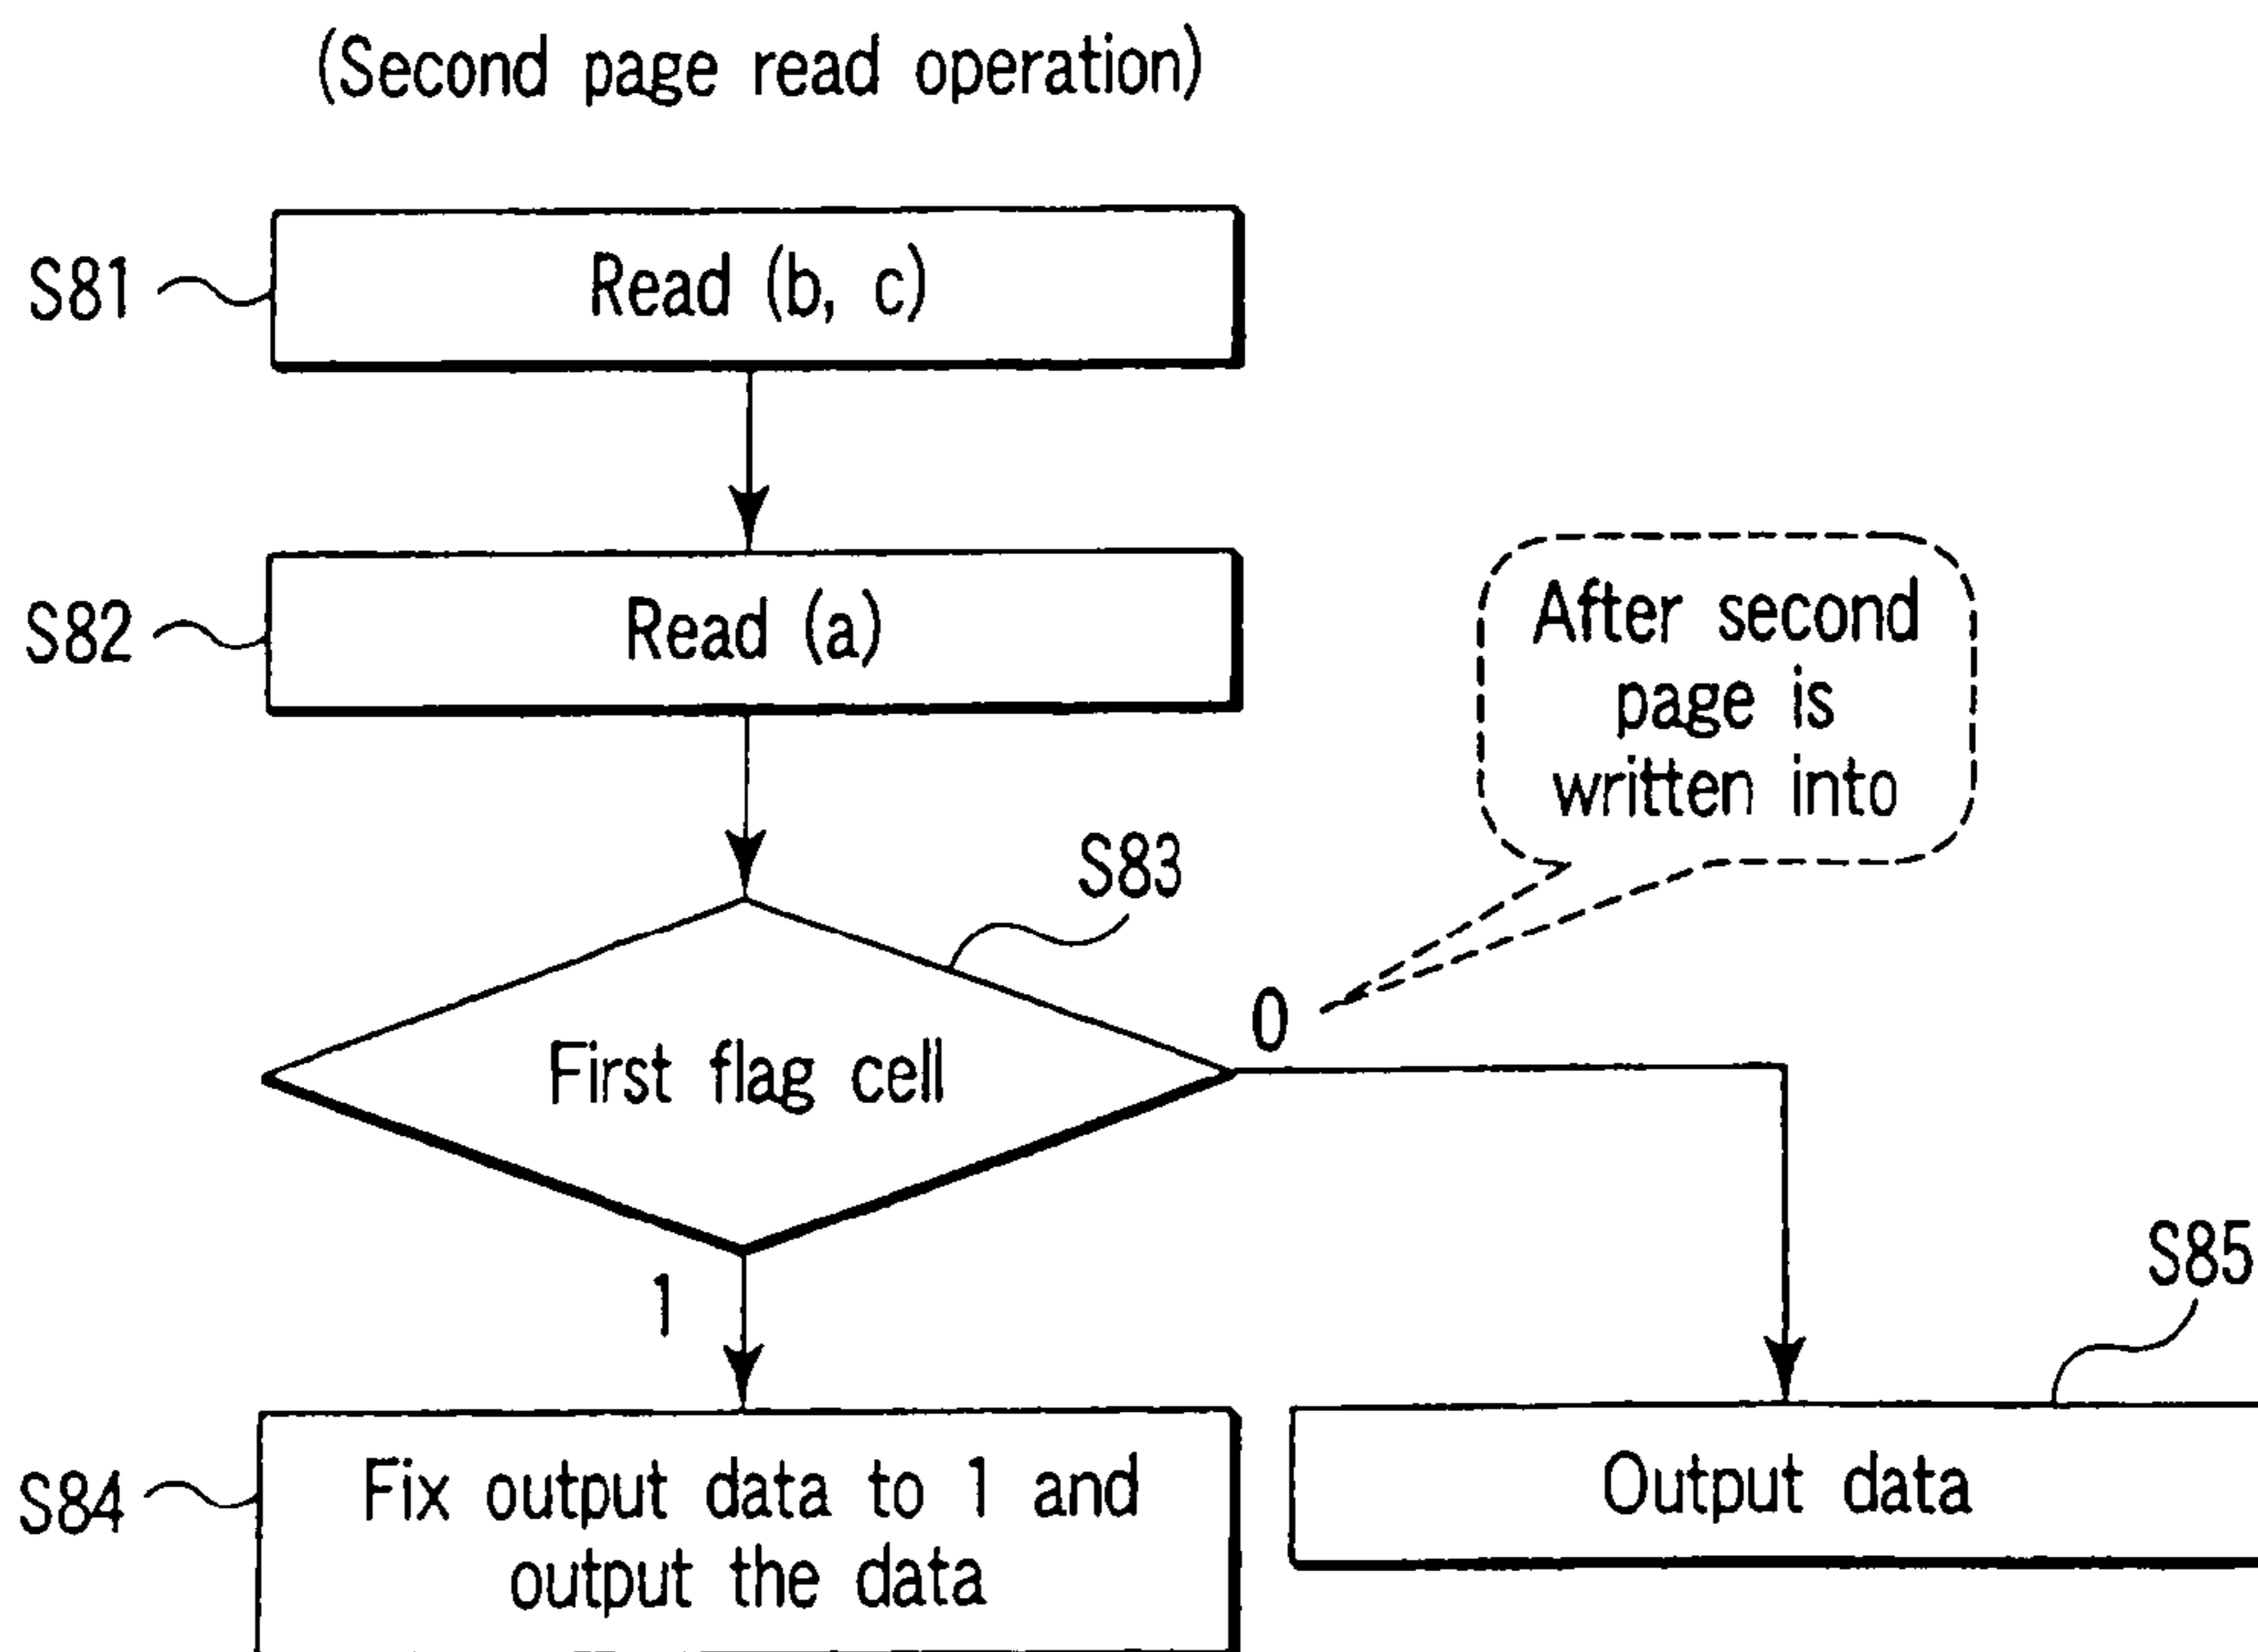 (Second page read operation)
S81
Read (b, c)
S82
Read (a)
After second
page is
written into
S83
First flag cell
0
1
S84
Fix output data to 1 and
output the data
S85
Output data